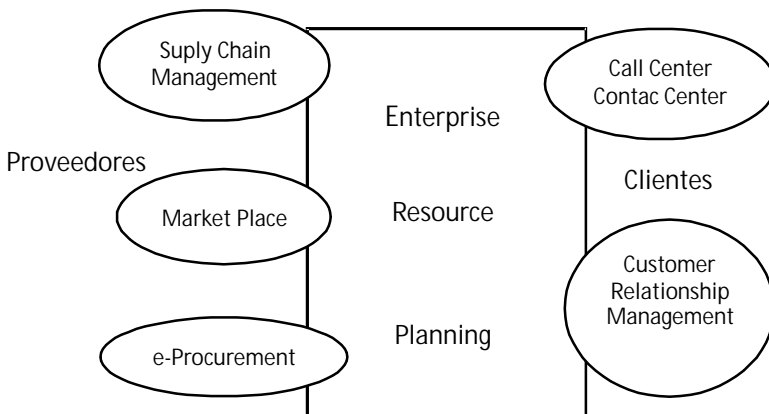 Suply Chain
Management
Call Center
Contac Center
Enterprise
Proveedores
Clientes
Market Place
Resource
Customer
Relationship
Management
Planning
e-Procurement